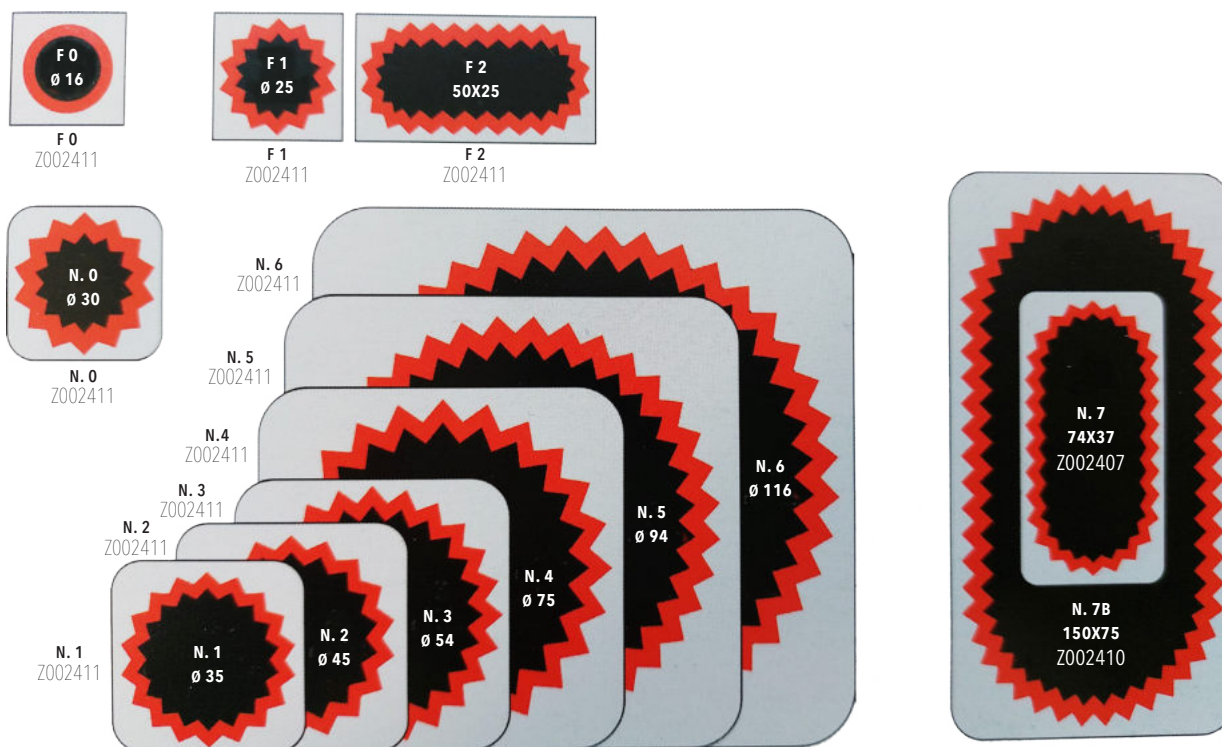 F 0
Ø 16
F 0
Z002411
F 1
Ø 25
F 1
Z002411
F 2
50X25
F 2
Z002411
N. 0
Ø 30
N. 0
Z002411
N. 6
Z002411
N. 5
Z002411
N.4
Z002411
N. 3
Z002411
N. 2
Z002411
N. 1
Z002411
N. 1
Ø 35
N. 2
Ø 45
N. 3
Ø 54
N. 4
Ø 75
N. 5
Ø 94
N. 6
Ø 116
N. 7
74X37
Z002407
N. 7B
150X75
Z002410